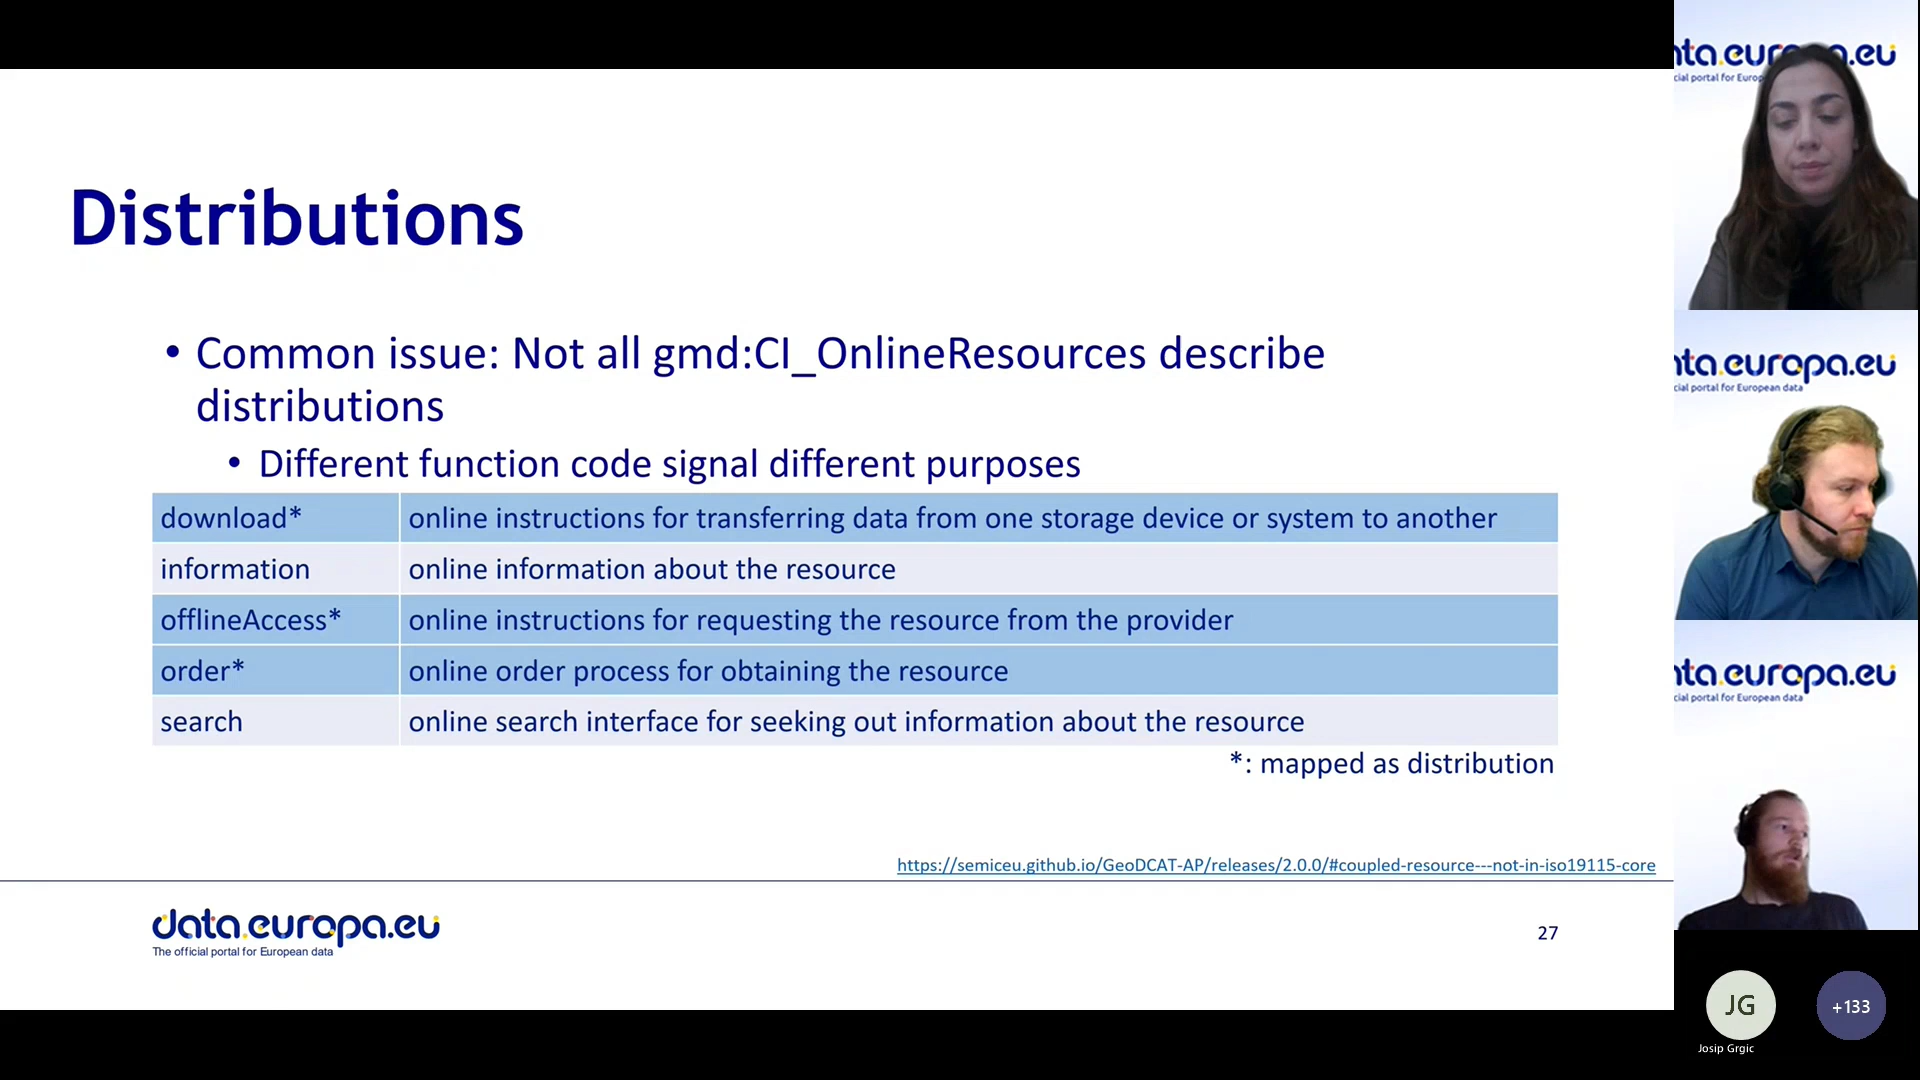 Distributions
• Common issue: Not all gmd:CI_OnlineResources describe
distributions
• Different function code signal different purposes
download* online instructions for transferring data from one storage device or system to another
information online information about the resource
offlineAccess* online instructions for requesting the resource from the provider
order* online order process for obtaining the resource
search online search interface for seeking out information about the resource
*: mapped as distribution
https://semiceu.github.io/GeoDCAT-AP/releases/2.0.0/#coupled-resource---not-in-iso19115-core
data.europa.eu
The official portal for European data
27
ta.europa.eu
cial portal for European data
ta.europa.eu
cial portal for European data
JG
+133
Josip Grgic